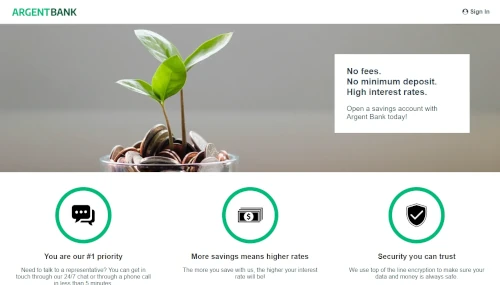 ARGENTBANK
Sign In
No fees.
No minimum deposit.
High interest rates.
Open a savings account with
Argent Bank today!
$
You are our #1 priority
Need to talk to a representative? You can get in
touch through our 24/7 chat or through a phone call
in less than 5 minutes.
More savings means higher rates
The more you save with us, the higher your interest
rate will be!
Security you can trust
We use top of the line encryption to make sure your
data and money is always safe.